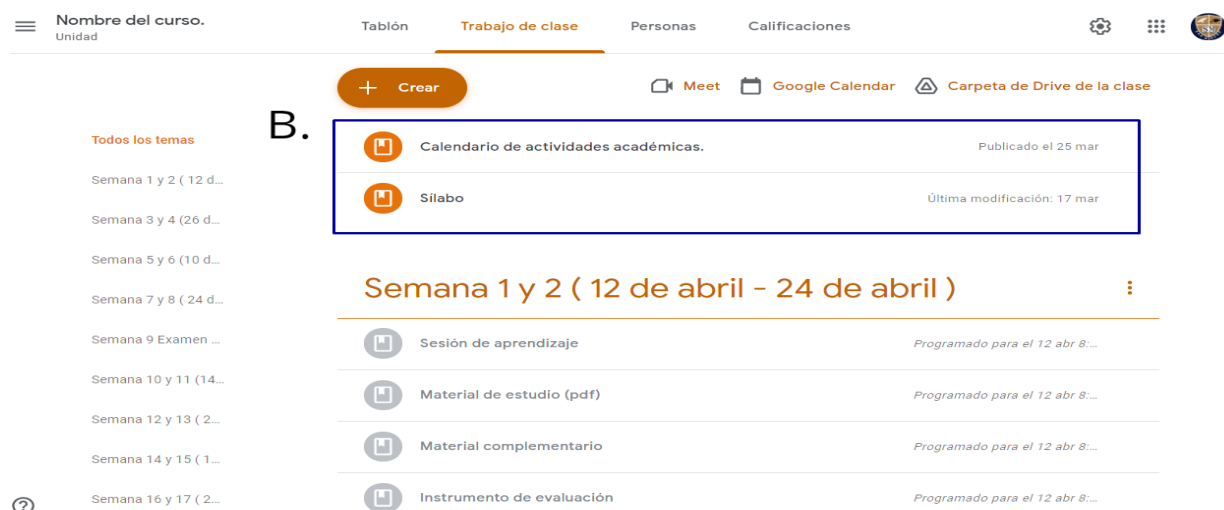 Nombre del curso.
Unidad
Tablón
Trabajo de clase
Personas
Calificaciones
Crear
Meet
Google Calendar
Carpeta de Drive de la clase
B.
Todos los temas
Semana 1 y 2 ( 12 d...
Semana 3 y 4 (26 d...
Semana 5 y 6 (10 d...
Semana 7 y 8 ( 24 d...
Semana 9 Examen ...
Semana 10 y 11 (14...
Semana 12 y 13 ( 2...
Semana 14 y 15 ( 1...
Semana 16 y 17 ( 2...
Calendario de actividades académicas.
Publicado el 25 mar
Sílabo
Última modificación: 17 mar
Semana 1 y 2 ( 12 de abril - 24 de abril )
Sesión de aprendizaje
Programado para el 12 abr 8:...
Material de estudio (pdf)
Programado para el 12 abr 8:...
Material complementario
Programado para el 12 abr 8:...
Instrumento de evaluación
Programado para el 12 abr 8:...